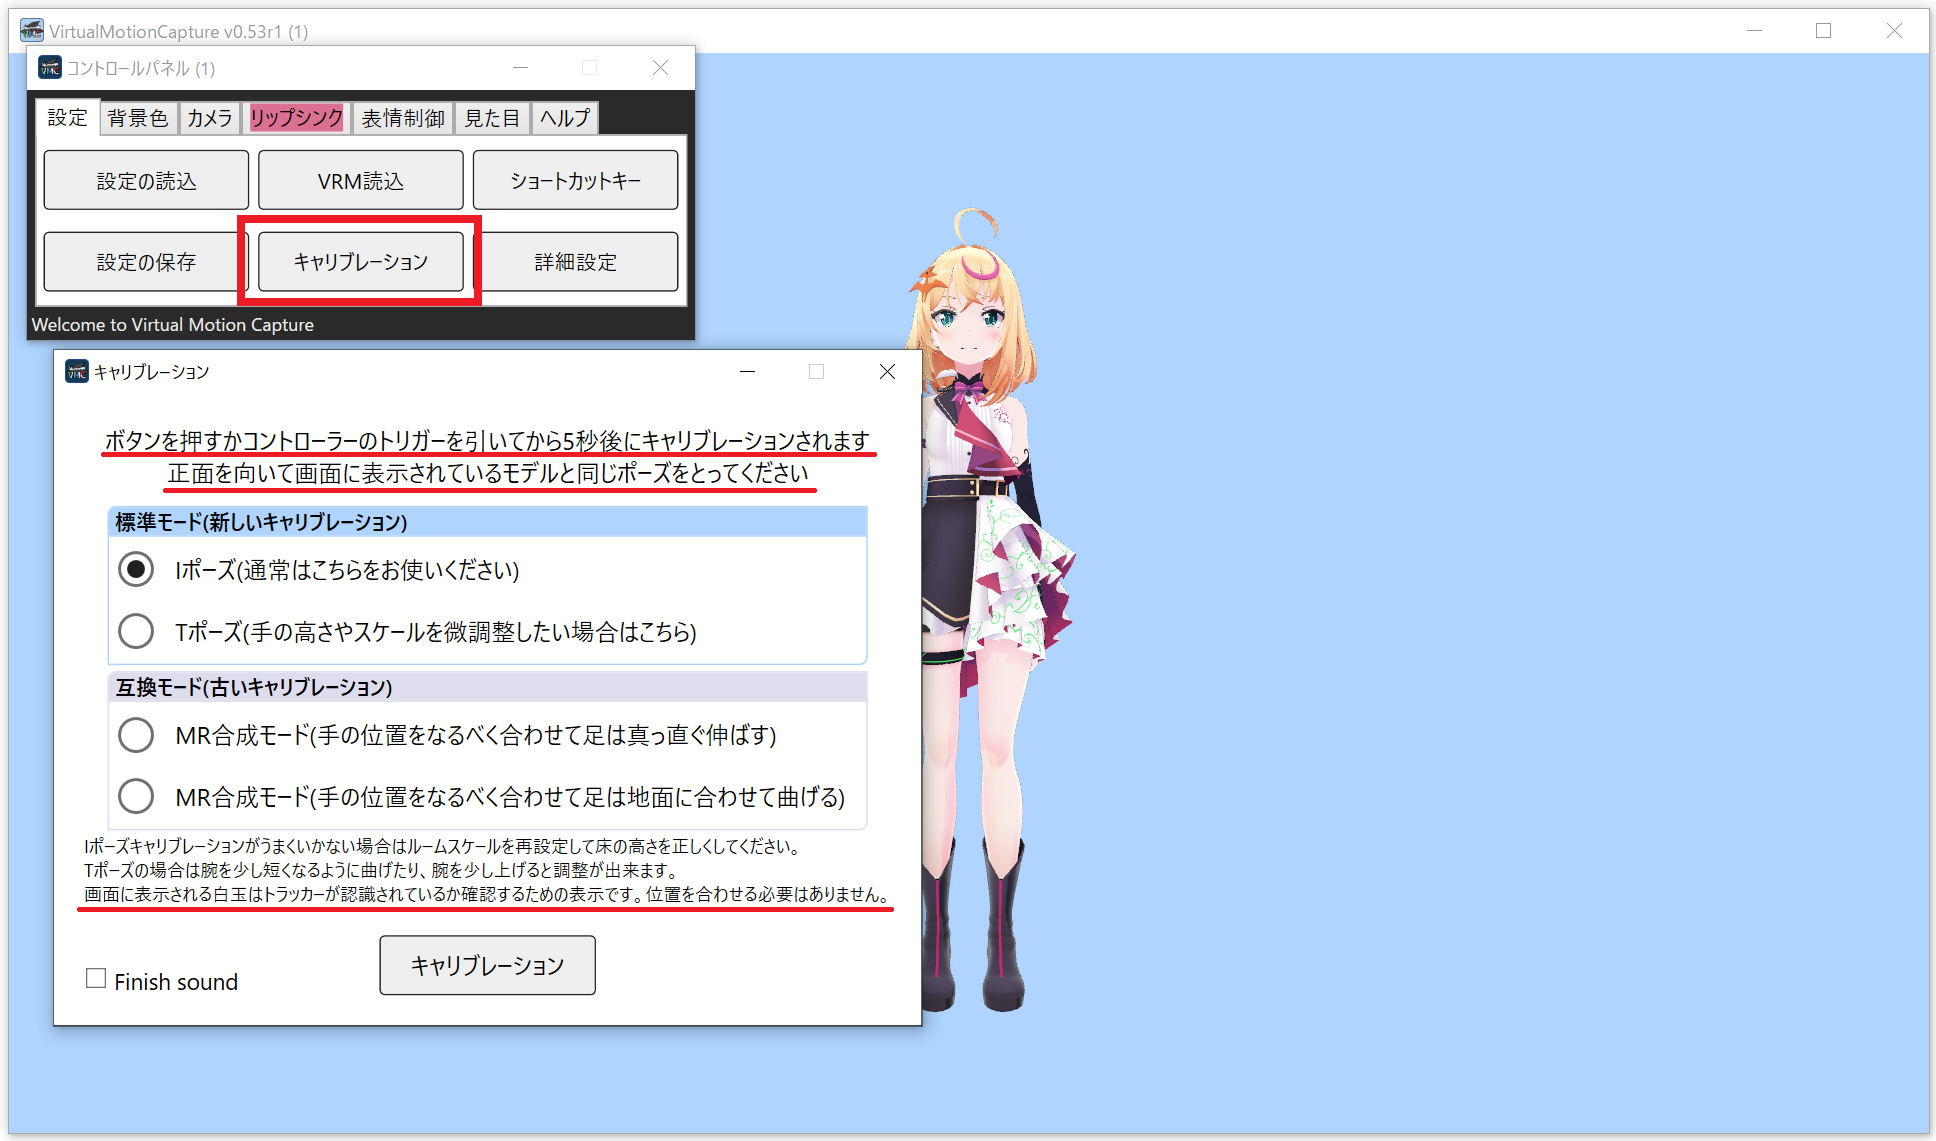 VirtualMotionCapture v0.53r1 (1)
コントロールパネル (1)
設定 背景色 カメラ リップシンク 表情制御 見た目 ヘルプ
設定の読込 VRM読込 ショートカットキー
設定の保存 キャリブレーション 詳細設定
Welcome to Virtual Motion Capture
キャリブレーション
ボタンを押すかコントローラーのトリガーを引いてから5秒後にキャリブレーションされます
正面を向いて画面に表示されているモデルと同じポーズをとってください
標準モード(新しいキャリブレーション)
Iポーズ(通常はこちらをお使いください)
Tポーズ(手の高さやスケールを微調整したい場合はこちら)
互換モード(古いキャリブレーション)
MR合成モード(手の位置をなるべく合わせて足は真っ直ぐ伸ばす)
MR合成モード(手の位置をなるべく合わせて足は地面に合わせて曲げる)
Iポーズキャリブレーションがうまくいかない場合はルームスケールを再設定して床の高さを正しくしてください。
Tポーズの場合は腕を少し短くなるように曲げたり、腕を少し上げると調整が出来ます。
画面に表示される白玉はトラッカーが認識されているか確認するための表示です。位置を合わせる必要はありません。
Finish sound
キャリブレーション